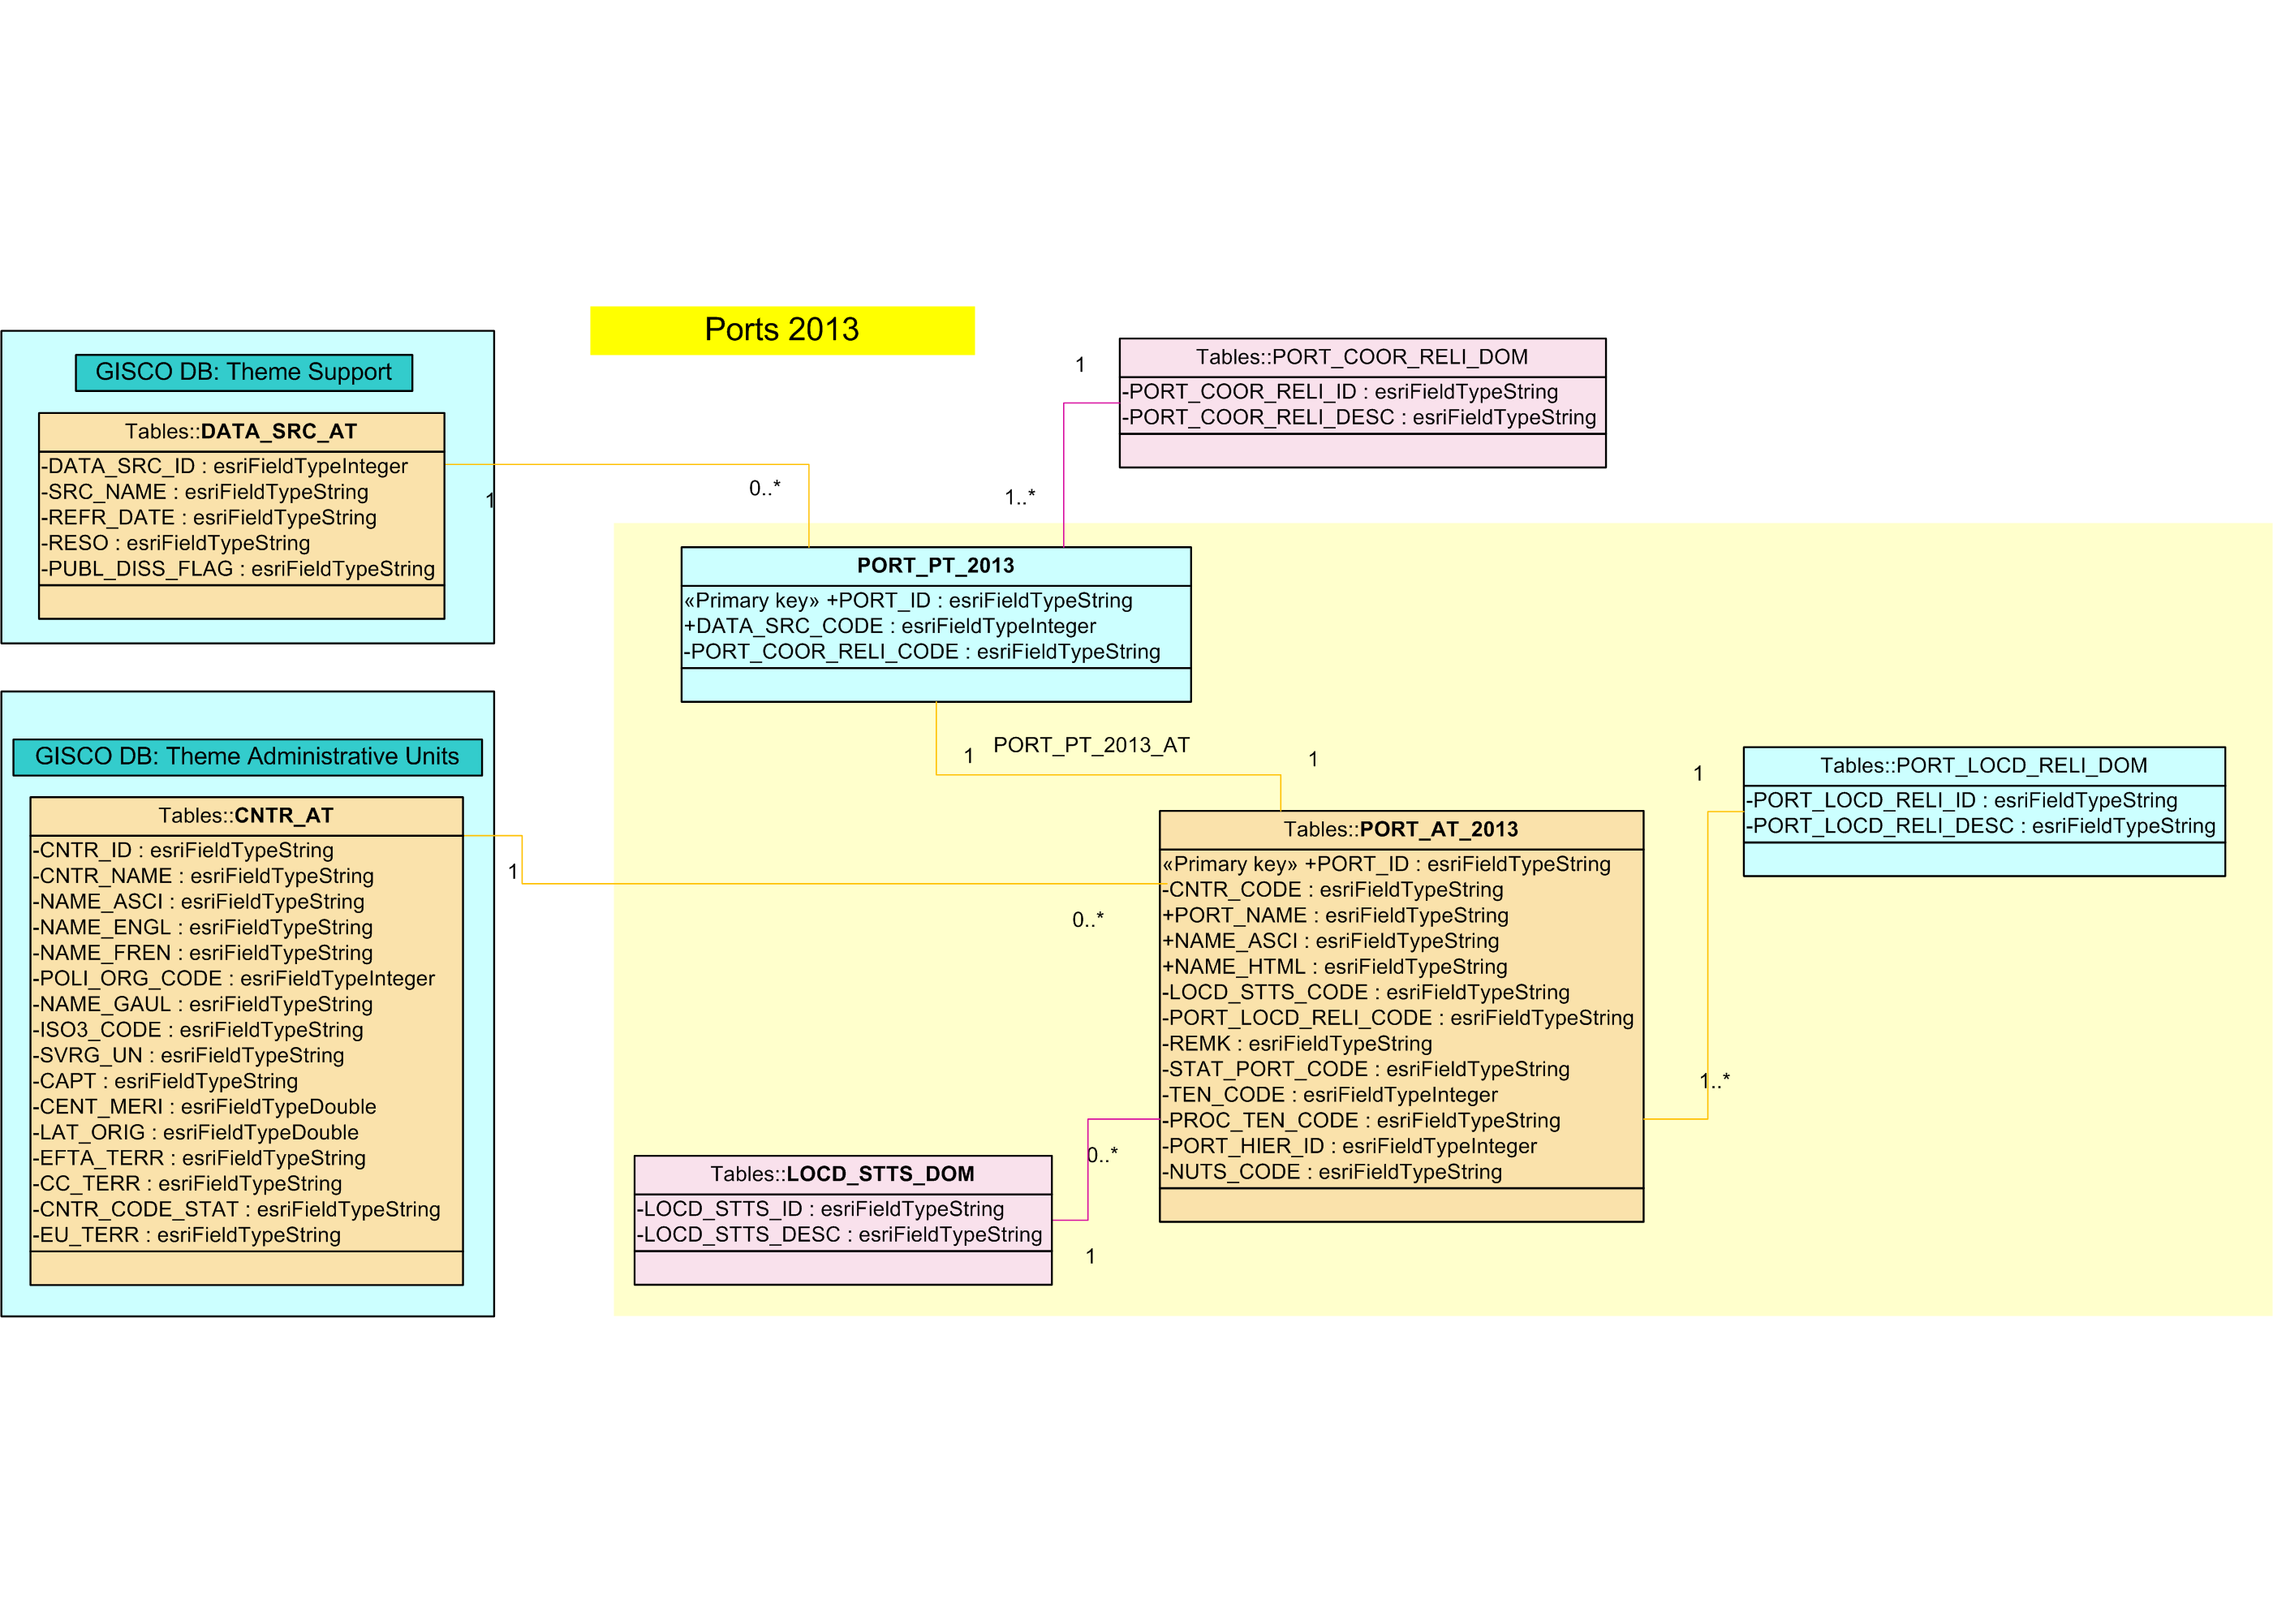 Ports 2013
GISCO DB: Theme Support
Tables::DATA_SRC_AT
-DATA_SRC_ID : esriFieldTypeInteger
-SRC_NAME : esriFieldTypeString
-REFR_DATE : esriFieldTypeString
-RESO : esriFieldTypeString
-PUBL_DISS_FLAG : esriFieldTypeString
1
0..*
Tables::PORT_COOR_RELI_DOM
-PORT_COOR_RELI_ID : esriFieldTypeString
-PORT_COOR_RELI_DESC : esriFieldTypeString
1
1..*
PORT_PT_2013
«Primary key» +PORT_ID : esriFieldTypeString
+DATA_SRC_CODE : esriFieldTypeInteger
-PORT_COOR_RELI_CODE : esriFieldTypeString
1
PORT_PT_2013_AT
1
GISCO DB: Theme Administrative Units
Tables::CNTR_AT
-CNTR_ID : esriFieldTypeString
-CNTR_NAME : esriFieldTypeString
-NAME_ASCI : esriFieldTypeString
-NAME_ENGL : esriFieldTypeString
-NAME_FREN : esriFieldTypeString
-POLI_ORG_CODE : esriFieldTypeInteger
-NAME_GAUL : esriFieldTypeString
-ISO3_CODE : esriFieldTypeString
-SVRG_UN : esriFieldTypeString
-CAPT : esriFieldTypeString
-CENT_MERI : esriFieldTypeDouble
-LAT_ORIG : esriFieldTypeDouble
-EFTA_TERR : esriFieldTypeString
-CC_TERR : esriFieldTypeString
-CNTR_CODE_STAT : esriFieldTypeString
-EU_TERR : esriFieldTypeString
1
0..*
Tables::PORT_AT_2013
«Primary key» +PORT_ID : esriFieldTypeString
-CNTR_CODE : esriFieldTypeString
+PORT_NAME : esriFieldTypeString
+NAME_ASCI : esriFieldTypeString
+NAME_HTML : esriFieldTypeString
-LOCD_STTS_CODE : esriFieldTypeString
-PORT_LOCD_RELI_CODE : esriFieldTypeString
-REMK : esriFieldTypeString
-STAT_PORT_CODE : esriFieldTypeString
-TEN_CODE : esriFieldTypeInteger
-PROC_TEN_CODE : esriFieldTypeString
-PORT_HIER_ID : esriFieldTypeInteger
-NUTS_CODE : esriFieldTypeString
1
Tables::PORT_LOCD_RELI_DOM
-PORT_LOCD_RELI_ID : esriFieldTypeString
-PORT_LOCD_RELI_DESC : esriFieldTypeString
1..*
0..*
Tables::LOCD_STTS_DOM
-LOCD_STTS_ID : esriFieldTypeString
-LOCD_STTS_DESC : esriFieldTypeString
1